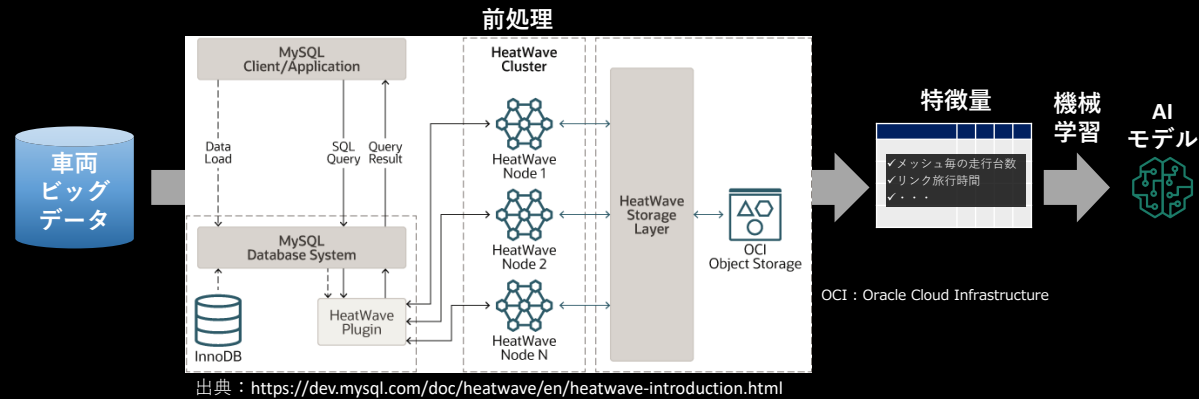 前処理
車両
ビッグ
データ
MySQL
Client/Application
Data
Load
SQL
Query
Query
Result
MySQL
Database System
HeatWave
Plugin
InnoDB
HeatWave
Cluster
HeatWave
Node 1
HeatWave
Node 2
HeatWave
Node N
HeatWave
Storage
Layer
OCI
Object Storage
特徴量
✓メッシュ毎の走行台数
✓リンク旅行時間
✓・・・
機械
学習
AI
モデル
OCI：Oracle Cloud Infrastructure
出典：https://dev.mysql.com/doc/heatwave/en/heatwave-introduction.html